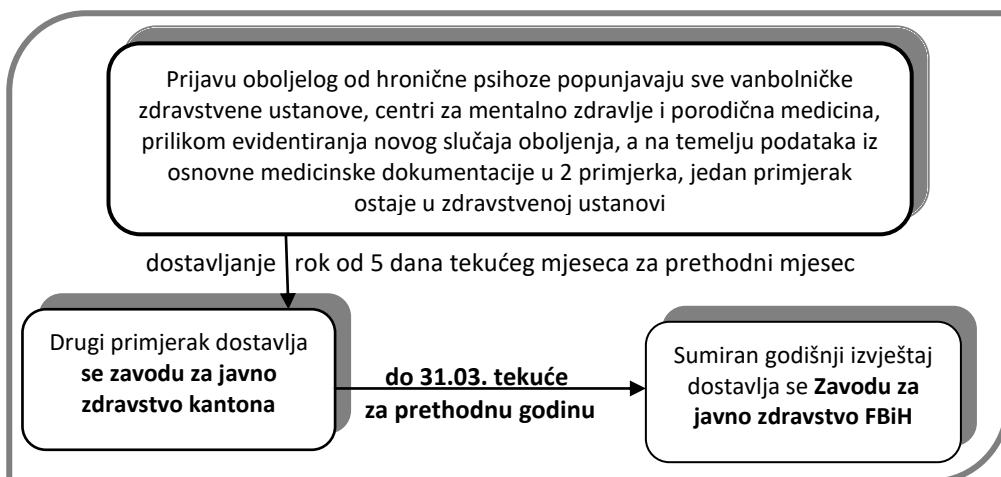 Prijavu oboljelog od hronične psihoze popunjavaju sve vanbolničke
zdravstvene ustanove, centri za mentalno zdravlje i porodična medicina,
prilikom evidentiranja novog slučaja oboljenja, a na temelju podataka iz
osnovne medicinske dokumentacije u 2 primjerka, jedan primjerak
ostaje u zdravstvenoj ustanovi
dostavljanje rok od 5 dana tekućeg mjeseca za prethodni mjesec
Drugi primjerak dostavlja
se zavodu za javno
zdravstvo kantona
do 31.03. tekuće
za prethodnu godinu
Sumiran godišnji izvještaj
dostavlja se Zavodu za
javno zdravstvo FBiH